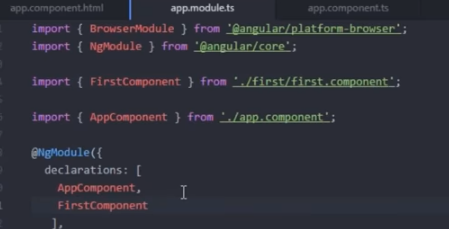 app.component.html app.module.ts app.component.ts
import { BrowserModule } from '@angular/platform-browser';
import { NgModule } from '@angular/core';
import { FirstComponent } from './first/first.component';
import { AppComponent } from './app.component';
@NgModule({
declarations: [
AppComponent,
FirstComponent
],